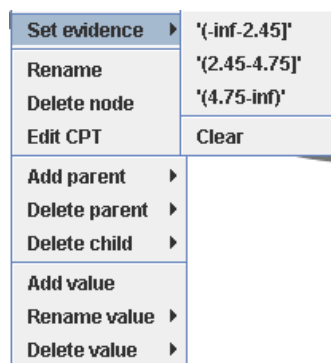 Set evidence
'(-inf-2.45]'
'(2.45-4.75]'
'(4.75-inf)'
Clear
Rename
Delete node
Edit CPT
Add parent
Delete parent
Delete child
Add value
Rename value
Delete value